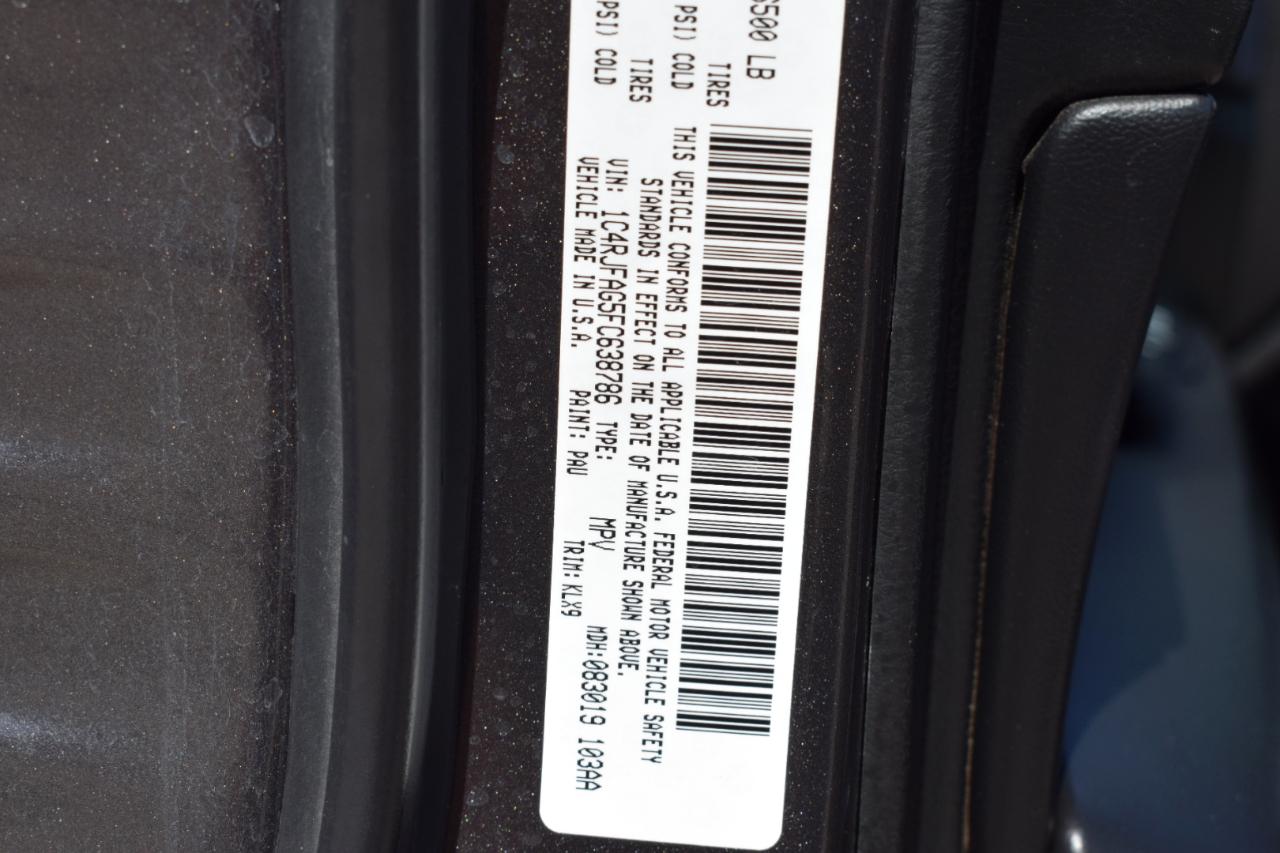 6500 LB
TIRES
PSI) COLD
TIRES
PSI) COLD
THIS VEHICLE CONFORMS TO ALL APPLICABLE U.S.A. FEDERAL MOTOR VEHICLE SAFETY
STANDARDS IN EFFECT ON THE DATE OF MANUFACTURE SHOWN ABOVE.
VIN: 1C4RJFAG5FC638786 TYPE: MPV MDH:083019 103AA
VEHICLE MADE IN U.S.A. PAINT: PAU TRIM: KLX9